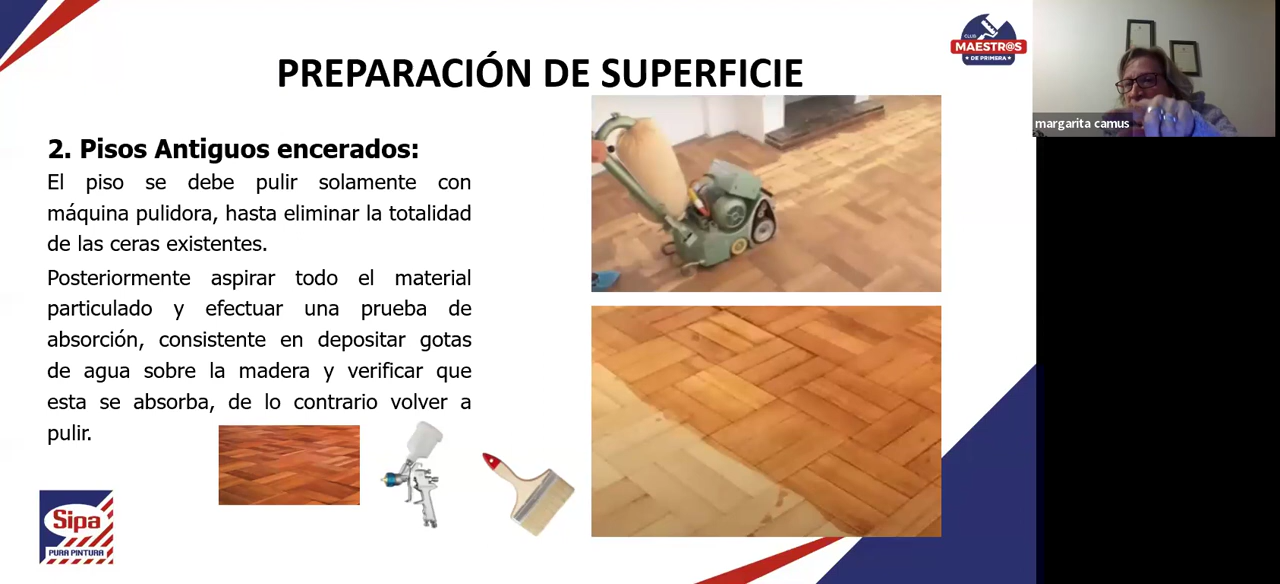 PREPARACIÓN DE SUPERFICIE
CLUB
MAESTR@S
DE PRIMERA
margarita camus
2. Pisos Antiguos encerados:
El piso se debe pulir solamente con
máquina pulidora, hasta eliminar la totalidad
de las ceras existentes.
Posteriormente aspirar todo el material
particulado y efectuar una prueba de
absorción, consistente en depositar gotas
de agua sobre la madera y verificar que
esta se absorba, de lo contrario volver a
pulir.
Sipa
PURA PINTURA